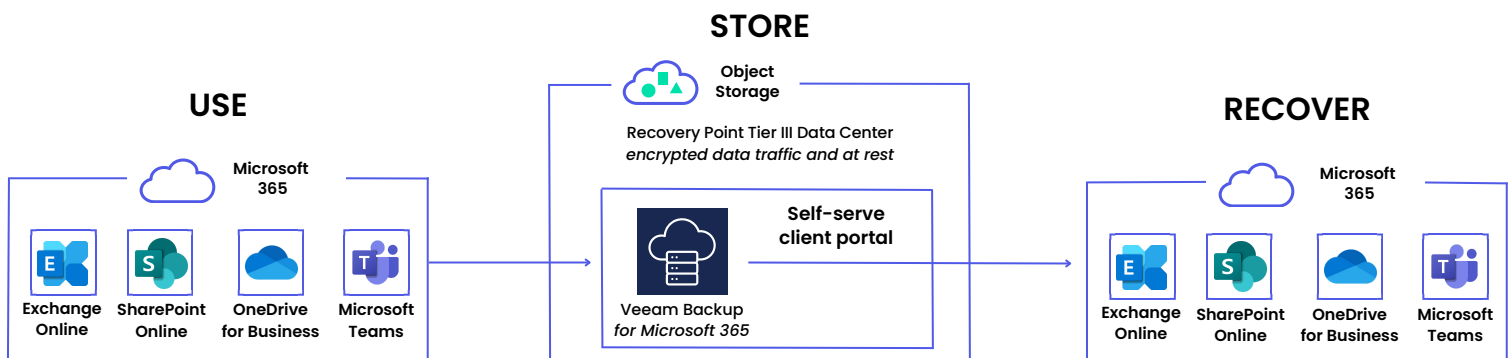 USE
Microsoft
365
E
Exchange
Online
S
SharePoint
Online
OneDrive
for Business
T
Microsoft
Teams
STORE
Object
Storage
Recovery Point Tier III Data Center
encrypted data traffic and at rest
Self-serve
client portal
Veeam Backup
for Microsoft 365
RECOVER
Microsoft
365
E
Exchange
Online
S
SharePoint
Online
OneDrive
for Business
T
Microsoft
Teams